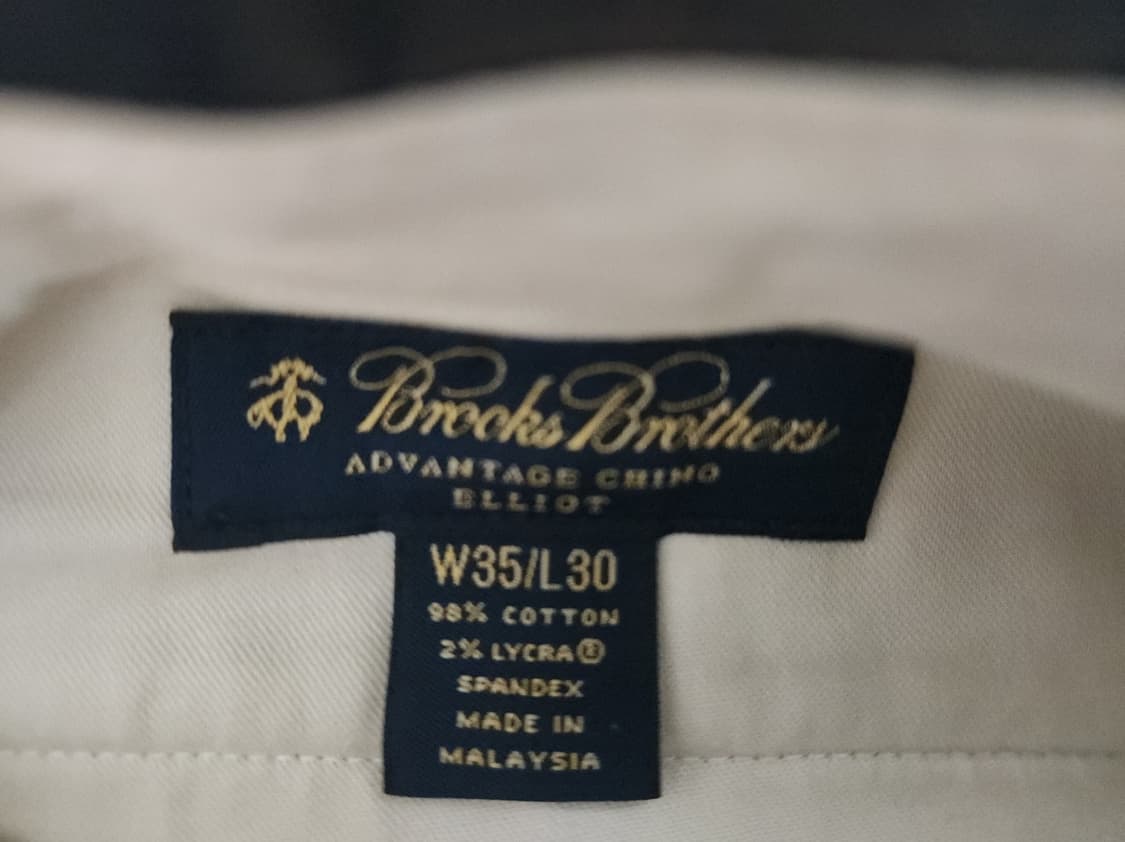 Brooks Brothers
ADVANTAGE CHINO
ELLIOT
W35/L30
98% COTTON
2% LYCRA®
SPANDEX
MADE IN
MALAYSIA